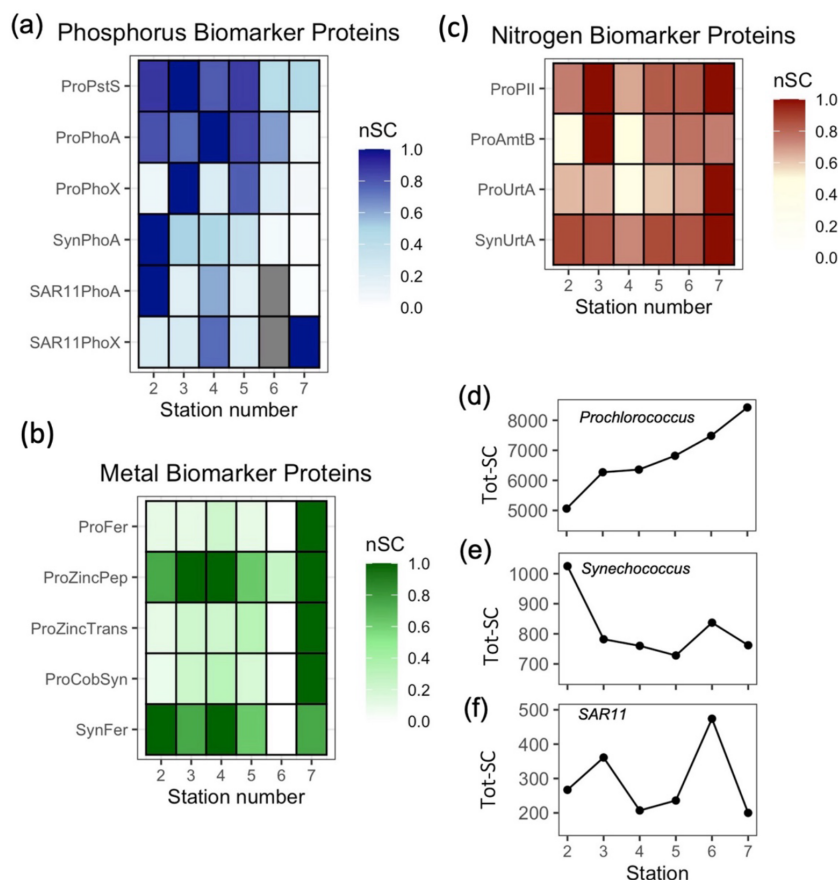 (a) Phosphorus Biomarker Proteins
ProPstS
ProPhoA
ProPhoX
SynPhoA
SAR11PhoA
SAR11PhoX
2 3 4 5 6 7
Station number
nSC
1.0
0.8
0.6
0.4
0.2
0.0
(b)
Metal Biomarker Proteins
ProFer
ProZincPep
ProZincTrans
ProCobSyn
SynFer
2 3 4 5 6 7
Station number
nSC
1.0
0.8
0.6
0.4
0.2
0.0
(c) Nitrogen Biomarker Proteins
ProPII
ProAmtB
ProUrtA
SynUrtA
2 3 4 5 6 7
Station number
nSC
1.0
0.8
0.6
0.4
0.2
0.0
(d)
Prochlorococcus
Tot-SC
8000
7000
6000
5000
(e)
Synechococcus
Tot-SC
1000
900
800
700
(f)
SAR11
Tot-SC
500
400
300
200
2 3 4 5 6 7
Station